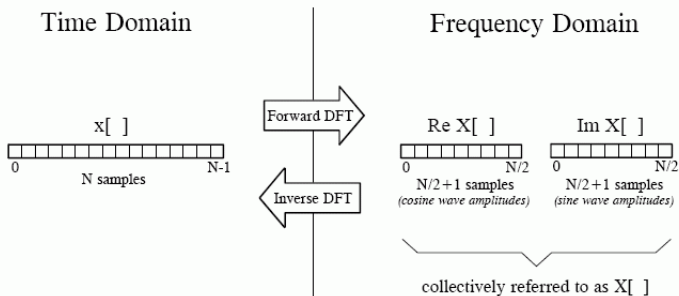 Time Domain
Frequency Domain
x[ ]
0
N-1
N samples
Forward DFT
Inverse DFT
Re X[ ]
0
N/2
N/2+1 samples
(cosine wave amplitudes)
Im X[ ]
0
N/2
N/2+1 samples
(sine wave amplitudes)
collectively referred to as X[ ]